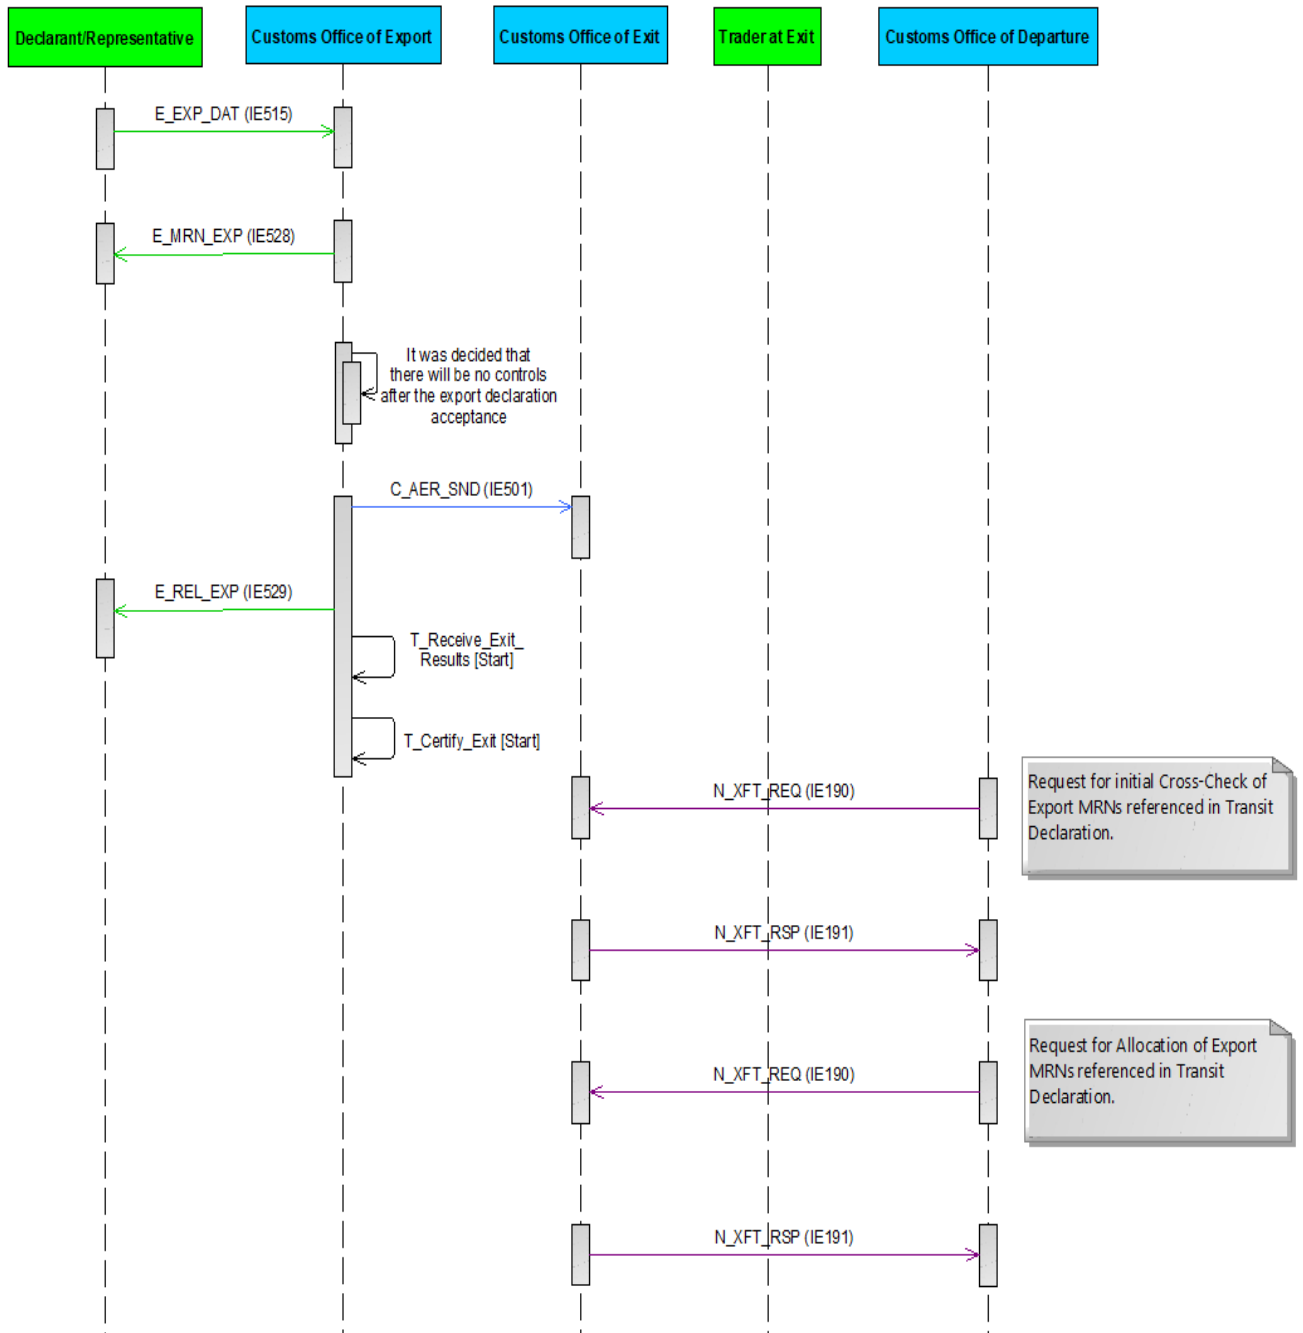 Declarant/Representative
Customs Office of Export
Customs Office of Exit
Trader at Exit
Customs Office of Departure
E_EXP_DAT (IE515)
E_MRN_EXP (IE528)
It was decided that
there will be no controls
after the export declaration
acceptance
C_AER_SND (IE501)
E_REL_EXP (IE529)
T_Receive_Exit_
Results [Start]
T_Certify_Exit [Start]
N_XFT_REQ (IE190)
Request for initial Cross-Check of
Export MRNs referenced in Transit
Declaration.
N_XFT_RSP (IE191)
Request for Allocation of Export
MRNs referenced in Transit
Declaration.
N_XFT_REQ (IE190)
N_XFT_RSP (IE191)